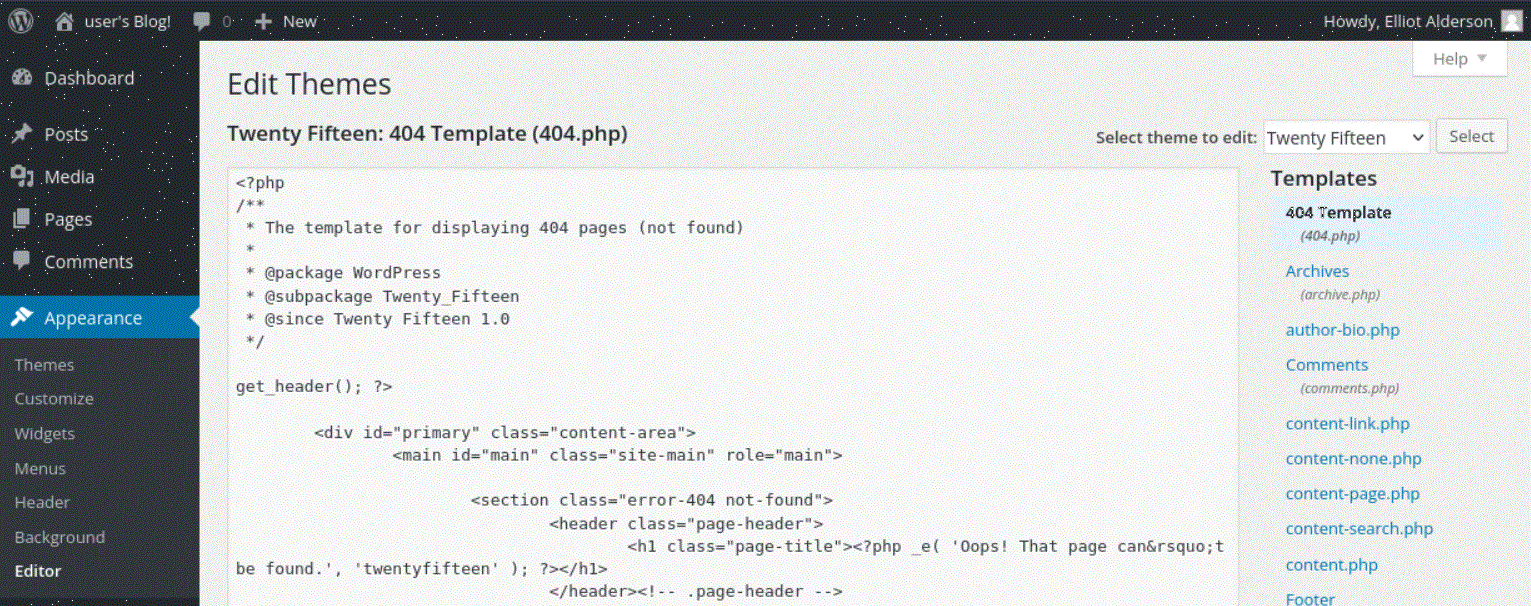 user's Blog! 0 New Howdy, Elliot Alderson
Help
Dashboard
Posts
Media
Pages
Comments
Appearance
Themes
Customize
Widgets
Menus
Header
Background
Editor
Edit Themes
Twenty Fifteen: 404 Template (404.php)
Select theme to edit: Twenty Fifteen Select
<?php
/**
 * The template for displaying 404 pages (not found)
 *
 * @package WordPress
 * @subpackage Twenty_Fifteen
 * @since Twenty Fifteen 1.0
 */
get_header(); ?>
<div id="primary" class="content-area">
<main id="main" class="site-main" role="main">
<section class="error-404 not-found">
<header class="page-header">
<h1 class="page-title"><?php _e( 'Oops! That page can&rsquo;t
be found.', 'twentyfifteen' ); ?></h1>
</header><!-- .page-header -->
Templates
404 Template
(404.php)
Archives
(archive.php)
author-bio.php
Comments
(comments.php)
content-link.php
content-none.php
content-page.php
content-search.php
content.php
Footer